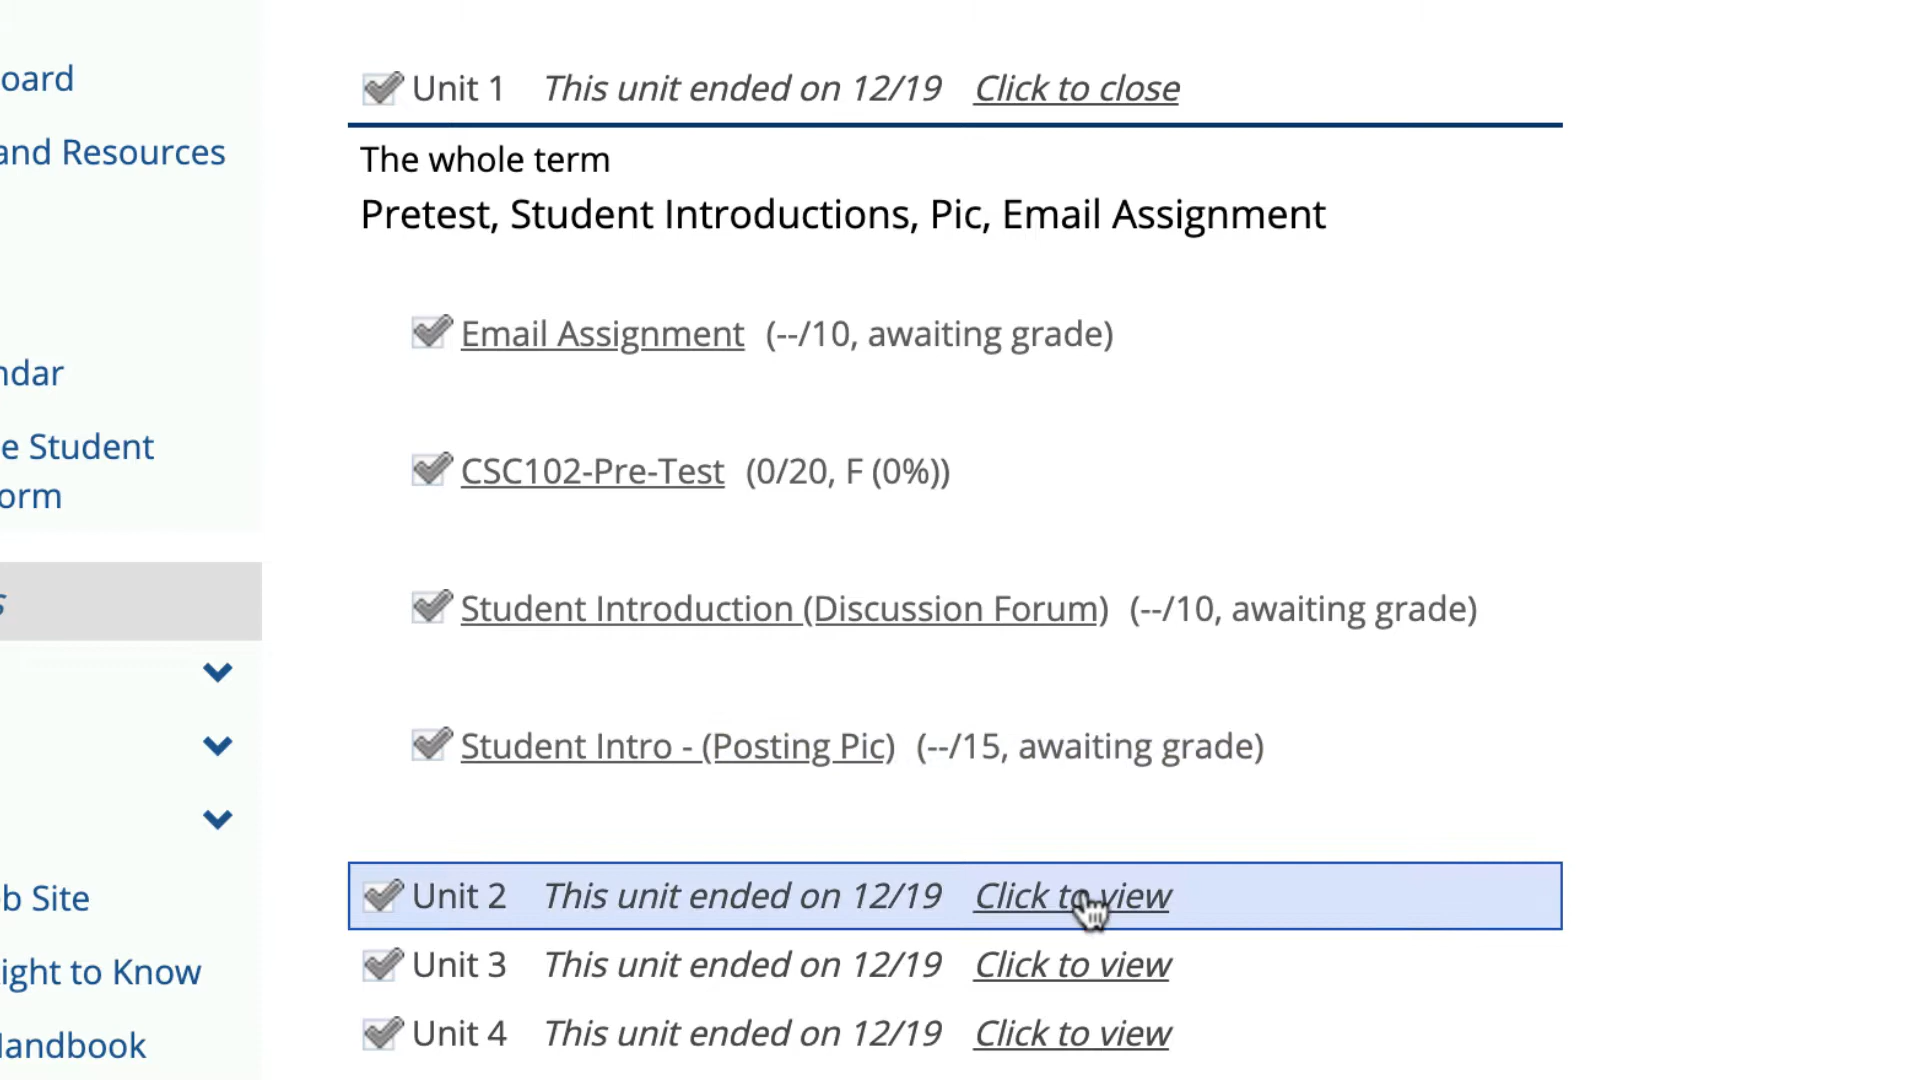 oard
and Resources
ndar
e Student
orm
s
b Site
ight to Know
Handbook
Unit 1 This unit ended on 12/19 Click to close
The whole term
Pretest, Student Introductions, Pic, Email Assignment
Email Assignment (--/10, awaiting grade)
CSC102-Pre-Test (0/20, F (0%))
Student Introduction (Discussion Forum) (--/10, awaiting grade)
Student Intro - (Posting Pic) (--/15, awaiting grade)
Unit 2 This unit ended on 12/19 Click to view
Unit 3 This unit ended on 12/19 Click to view
Unit 4 This unit ended on 12/19 Click to view